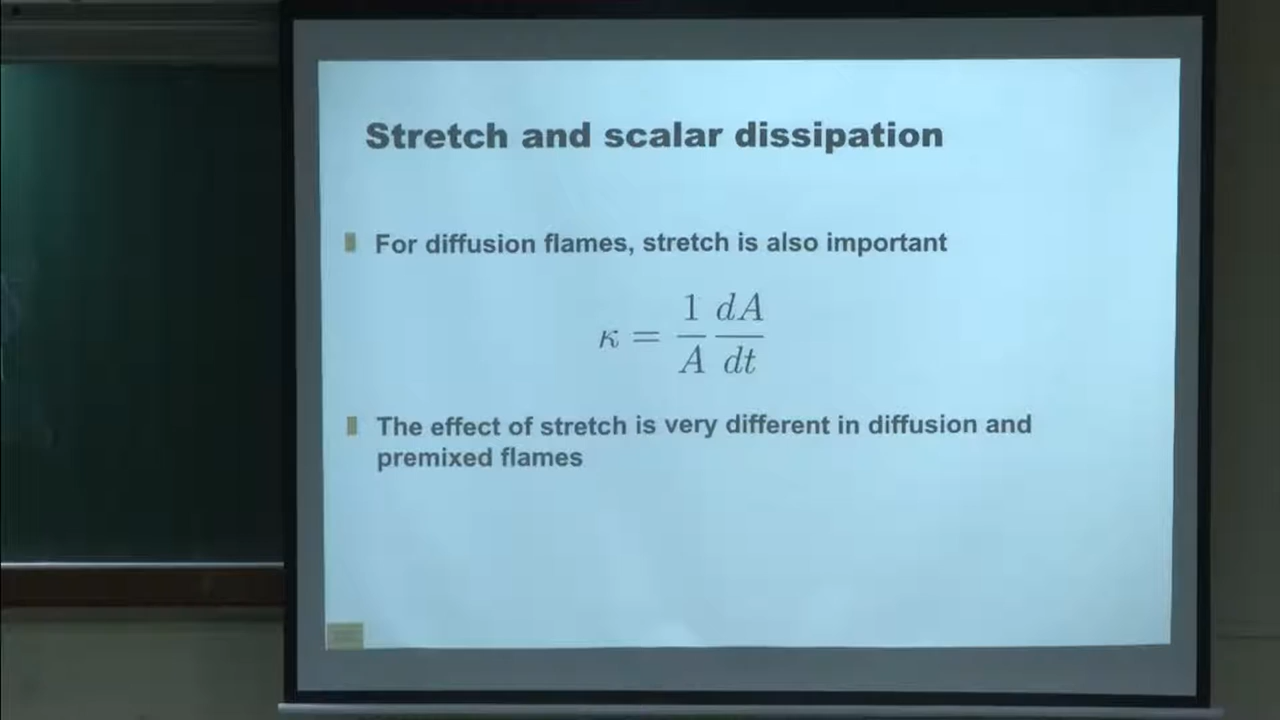 Stretch and scalar dissipation
For diffusion flames, stretch is also important
κ = 1/A dA/dt
The effect of stretch is very different in diffusion and
premixed flames